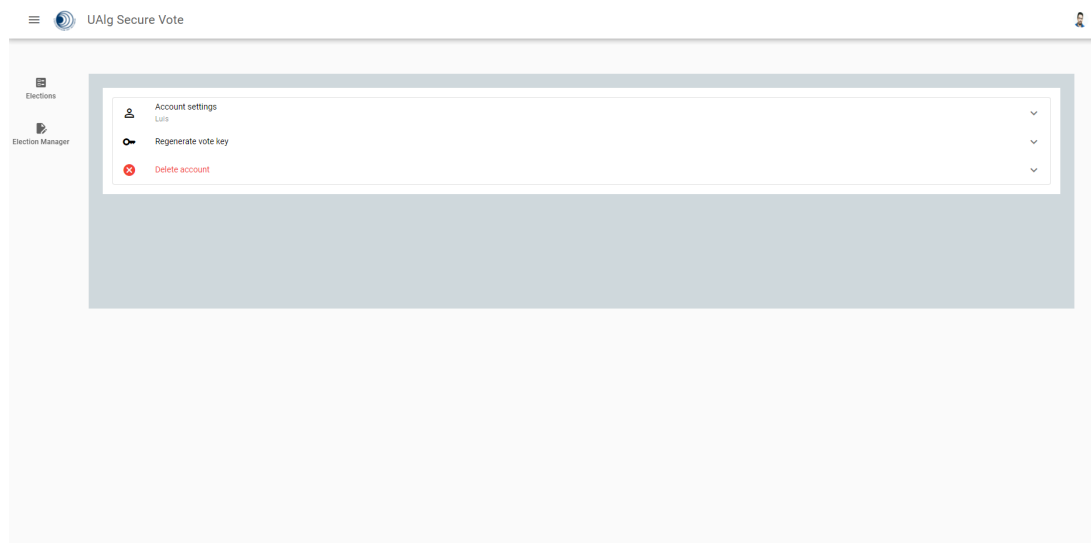 UAlg Secure Vote
Elections
Election Manager
Account settings
Luis
Regenerate vote key
Delete account